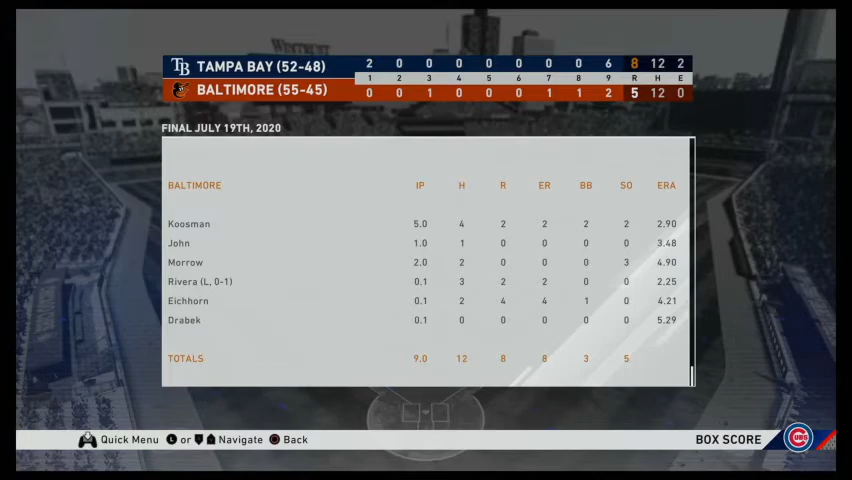 TB TAMPA BAY (52-48) 2 0 0 0 0 0 0 0 6 8 12 2
1 2 3 4 5 6 7 8 9 R H E
BALTIMORE (55-45) 0 0 1 0 0 0 1 1 2 5 12 0
FINAL JULY 19TH, 2020
BALTIMORE IP H R ER BB SO ERA
Koosman 5.0 4 2 2 2 2 2.90
John 1.0 1 0 0 0 0 3.48
Morrow 2.0 2 0 0 0 3 4.90
Rivera (L, 0-1) 0.1 3 2 2 0 0 2.25
Eichhorn 0.1 2 4 4 1 0 4.21
Drabek 0.1 0 0 0 0 0 5.29
TOTALS 9.0 12 8 8 3 5
Quick Menu L or Navigate Back
BOX SCORE CUBS